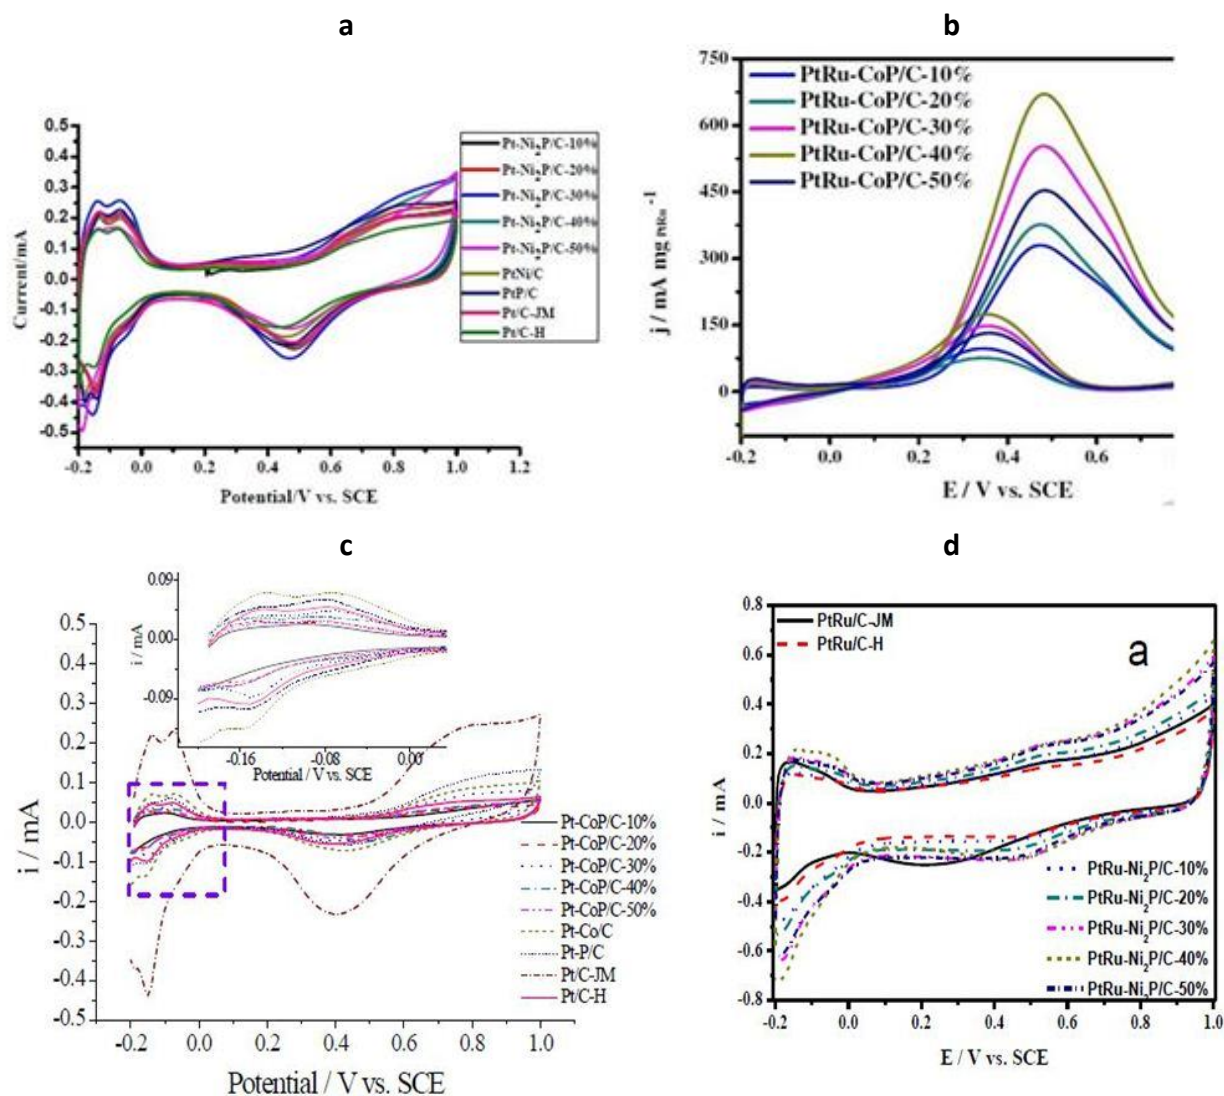 a
0.5
0.4
0.3
0.2
0.1
0.0
-0.1
-0.2
-0.3
-0.4
-0.5
Current/mA
-0.2 0.0 0.2 0.4 0.6 0.8 1.0 1.2
Potential/V vs. SCE
Pt-Ni2P/C-10%
Pt-Ni2P/C-20%
Pt-Ni2P/C-30%
Pt-Ni2P/C-40%
Pt-Ni2P/C-50%
PtNi/C
PtP/C
Pt/C-JM
Pt/C-H
b
750
600
450
300
150
0
j / mA mg PtRu -1
PtRu-CoP/C-10%
PtRu-CoP/C-20%
PtRu-CoP/C-30%
PtRu-CoP/C-40%
PtRu-CoP/C-50%
-0.2 0.0 0.2 0.4 0.6
E / V vs. SCE
c
0.09
0.00
-0.09
i / mA
-0.16 -0.08 0.00
Potential / V vs. SCE
0.5
0.4
0.3
0.2
0.1
0.0
-0.1
-0.2
-0.3
-0.4
-0.5
i / mA
-0.2 0.0 0.2 0.4 0.6 0.8 1.0
Potential / V vs. SCE
Pt-CoP/C-10%
Pt-CoP/C-20%
Pt-CoP/C-30%
Pt-CoP/C-40%
Pt-CoP/C-50%
Pt-Co/C
Pt-P/C
Pt/C-JM
Pt/C-H
d
0.8
0.6
0.4
0.2
0.0
-0.2
-0.4
-0.6
-0.8
i / mA
PtRu/C-JM
PtRu/C-H
a
PtRu-Ni2P/C-10%
PtRu-Ni2P/C-20%
PtRu-Ni2P/C-30%
PtRu-Ni2P/C-40%
PtRu-Ni2P/C-50%
-0.2 0.0 0.2 0.4 0.6 0.8 1.0
E / V vs. SCE